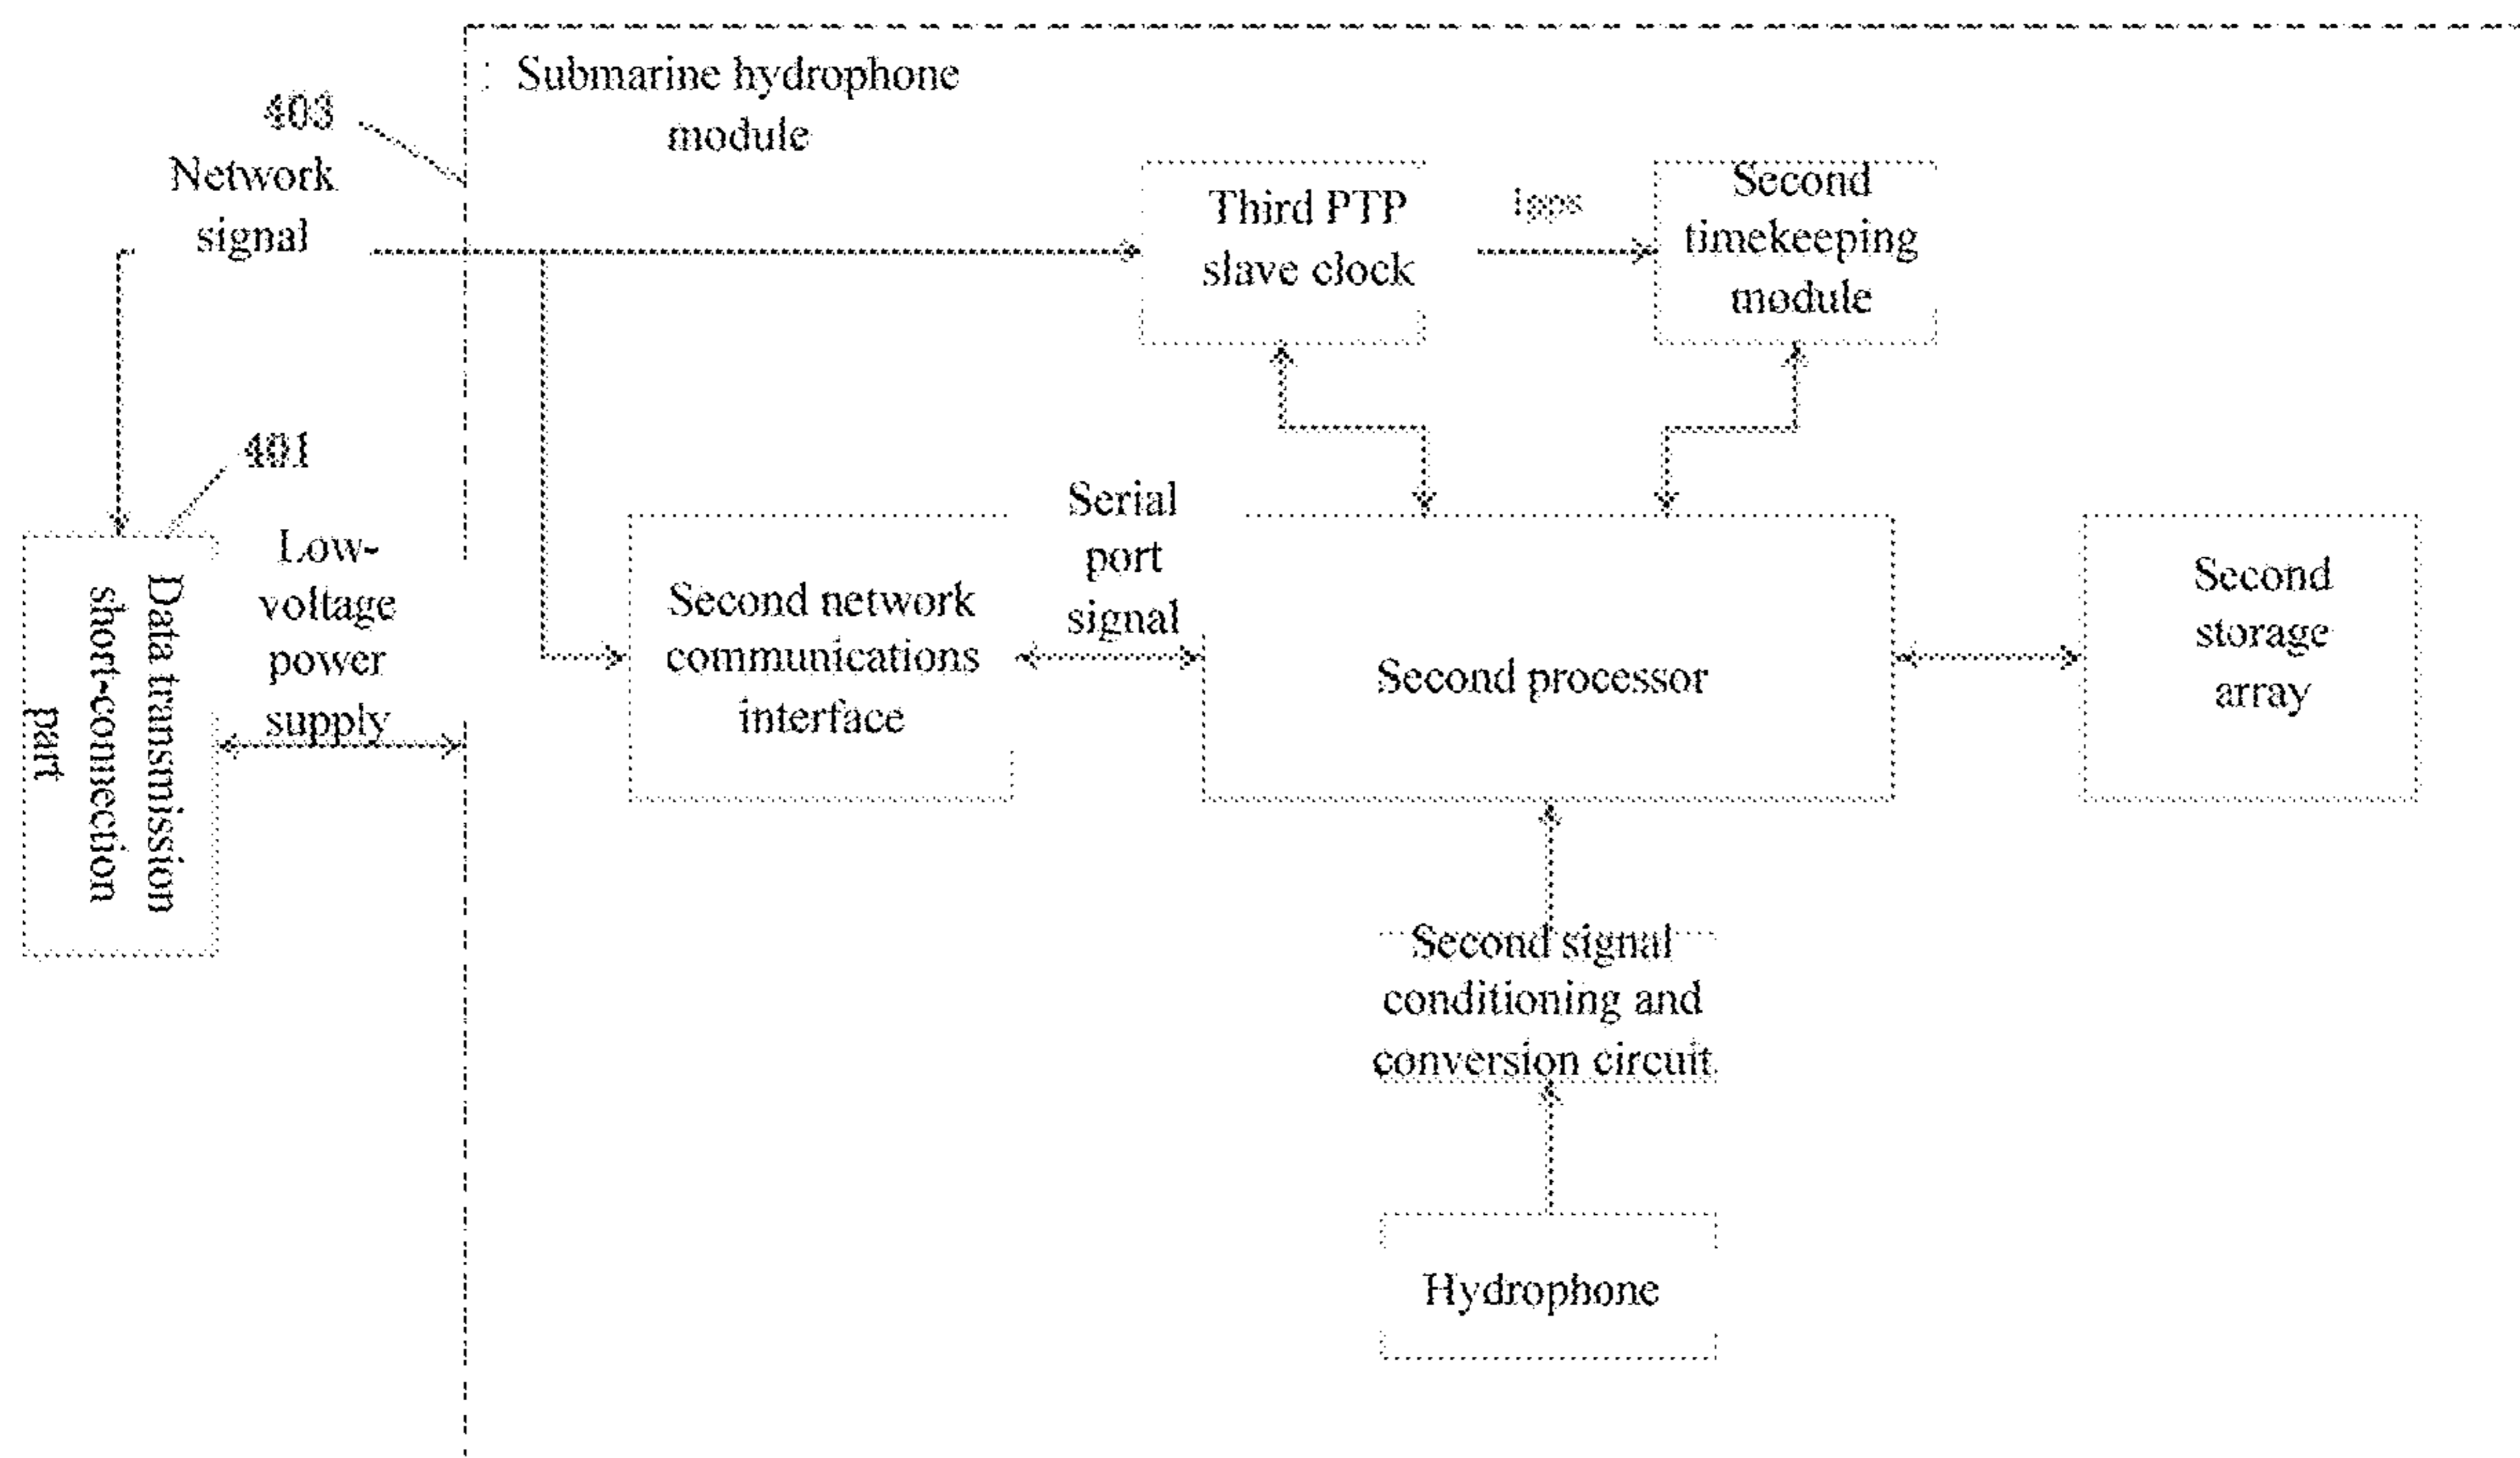 Submarine hydrophone
module
403
Network
signal
Third PTP
slave clock
1pps
Second
timekeeping
module
401
Data transmission
short-connection
part
Low-
voltage
power
supply
Second network
communications
interface
Serial
port
signal
Second processor
Second
storage
array
Second signal
conditioning and
conversion circuit
Hydrophone